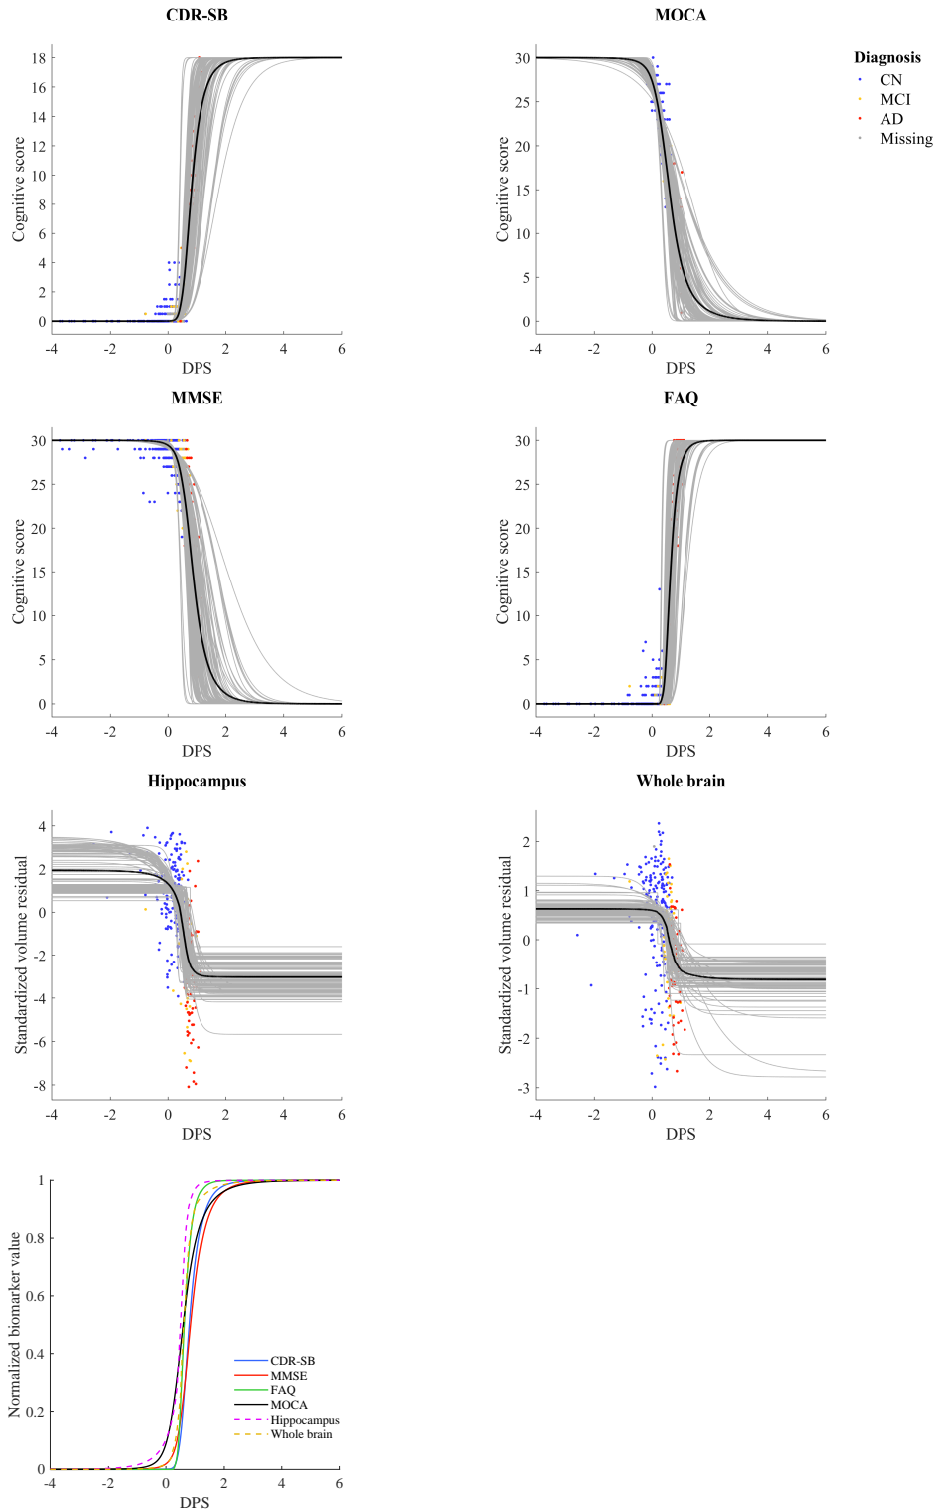 CDR-SB
Cognitive score
18
16
14
12
10
8
6
4
2
0
-4
-2
0
2
4
6
DPS
MOCA
Cognitive score
30
25
20
15
10
5
0
-4
-2
0
2
4
6
DPS
Diagnosis
CN
MCI
AD
Missing
MMSE
Cognitive score
30
25
20
15
10
5
0
-4
-2
0
2
4
6
DPS
FAQ
Cognitive score
30
25
20
15
10
5
0
-4
-2
0
2
4
6
DPS
Hippocampus
Standardized volume residual
4
2
0
-2
-4
-6
-8
-4
-2
0
2
4
6
DPS
Whole brain
Standardized volume residual
2
1
0
-1
-2
-3
-4
-2
0
2
4
6
DPS
Normalized biomarker value
1
0.8
0.6
0.4
0.2
0
-4
-2
0
2
4
6
DPS
CDR-SB
MMSE
FAQ
MOCA
Hippocampus
Whole brain